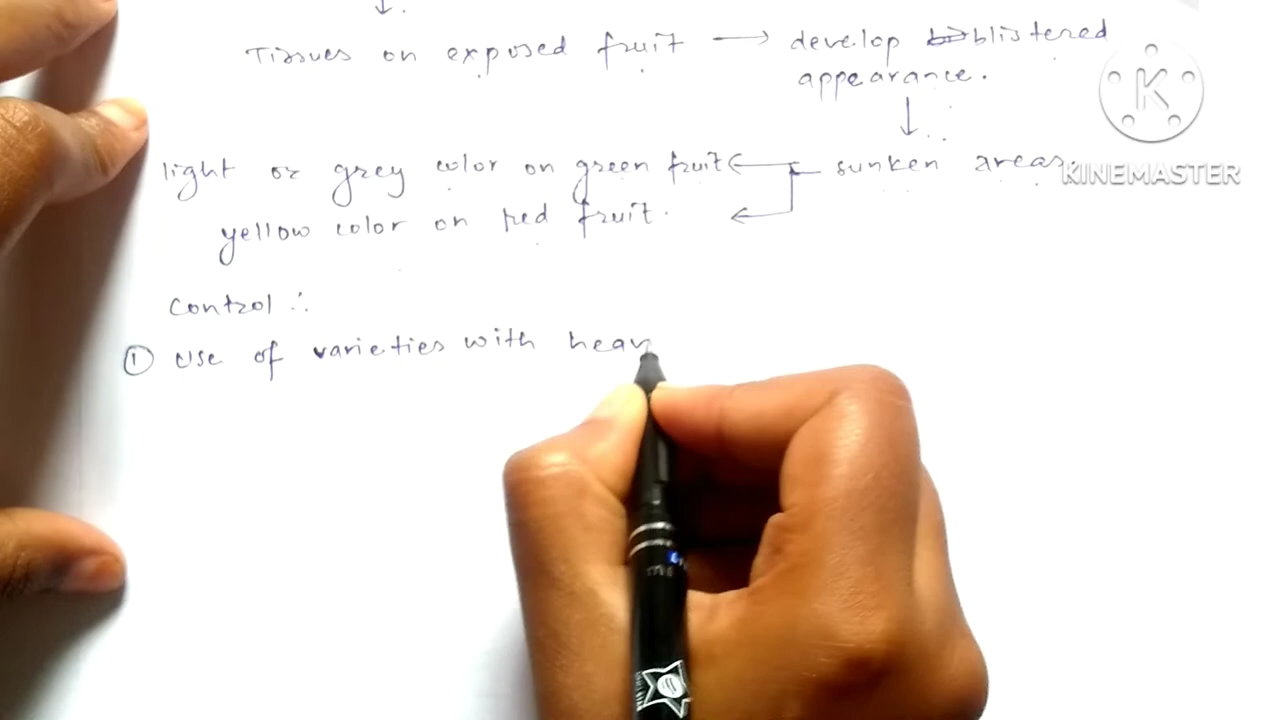 Tissues on exposed fruit → develop blistered
appearance.
↓
light or grey color on green fruit ← sunken areas.
yellow color on red fruit. ←
Control :
① Use of varieties with heav
K
KINEMASTER